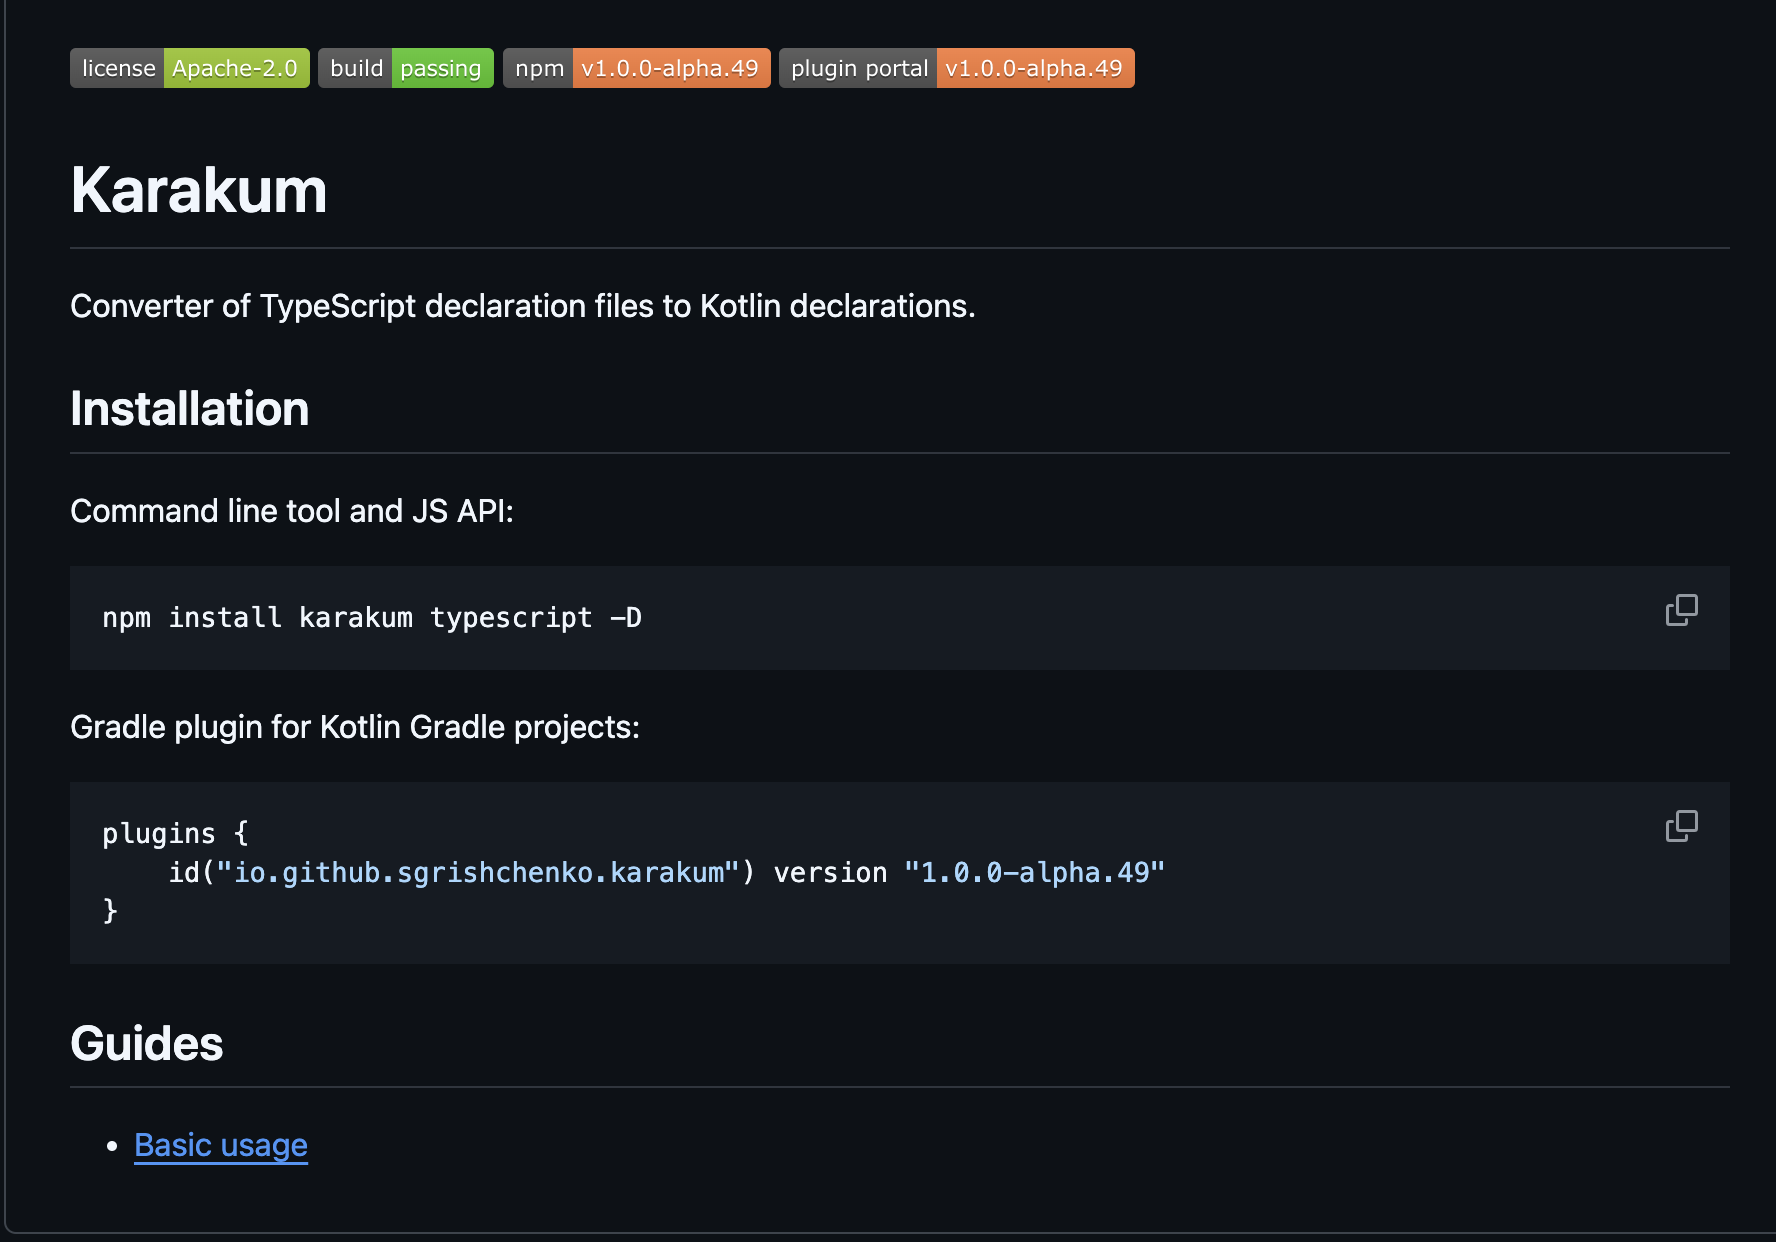 license Apache-2.0 build passing npm v1.0.0-alpha.49 plugin portal v1.0.0-alpha.49
Karakum
Converter of TypeScript declaration files to Kotlin declarations.
Installation
Command line tool and JS API:
npm install karakum typescript -D
Gradle plugin for Kotlin Gradle projects:
plugins {
    id("io.github.sgrishchenko.karakum") version "1.0.0-alpha.49"
}
Guides
• Basic usage